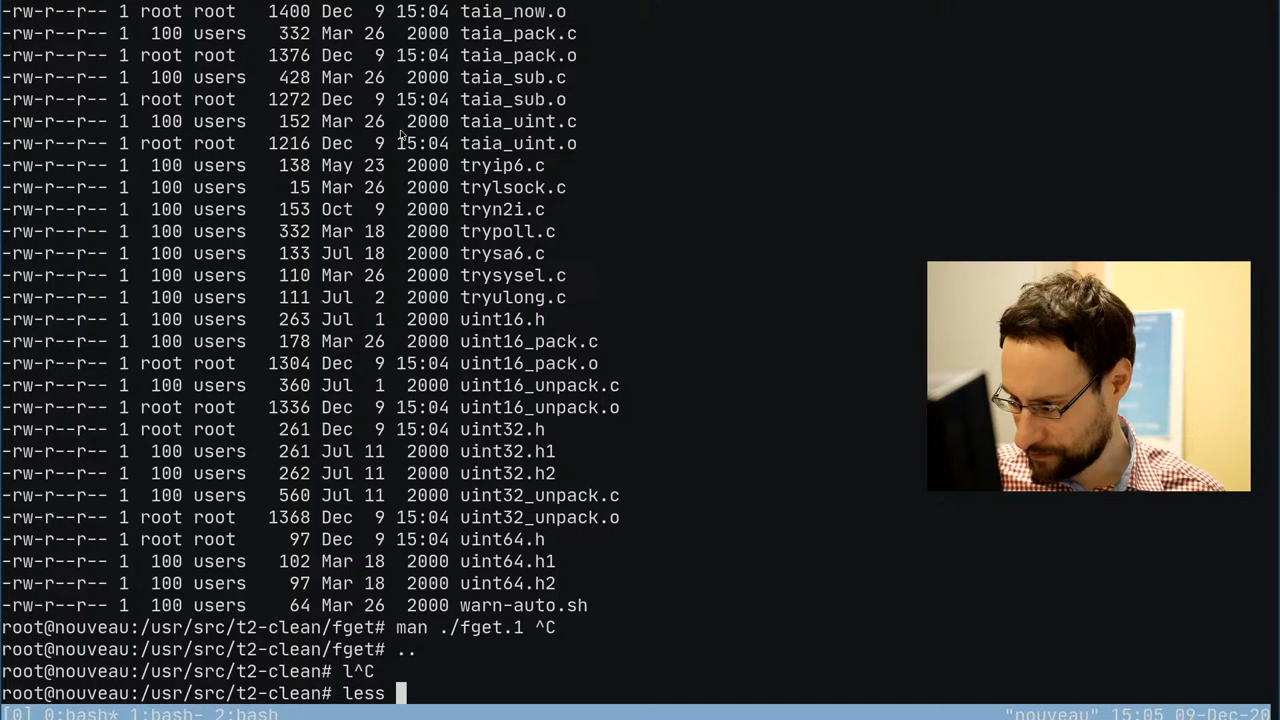 -rw-r--r-- 1 root root   1400 Dec  9 15:04 taia_now.o
-rw-r--r-- 1  100 users   332 Mar 26  2000 taia_pack.c
-rw-r--r-- 1 root root   1376 Dec  9 15:04 taia_pack.o
-rw-r--r-- 1  100 users   428 Mar 26  2000 taia_sub.c
-rw-r--r-- 1 root root   1272 Dec  9 15:04 taia_sub.o
-rw-r--r-- 1  100 users   152 Mar 26  2000 taia_uint.c
-rw-r--r-- 1 root root   1216 Dec  9 15:04 taia_uint.o
-rw-r--r-- 1  100 users   138 May 23  2000 tryip6.c
-rw-r--r-- 1  100 users    15 Mar 26  2000 trylsock.c
-rw-r--r-- 1  100 users   153 Oct  9  2000 tryn2i.c
-rw-r--r-- 1  100 users   332 Mar 18  2000 trypoll.c
-rw-r--r-- 1  100 users   133 Jul 18  2000 trysa6.c
-rw-r--r-- 1  100 users   110 Mar 26  2000 trysysel.c
-rw-r--r-- 1  100 users   111 Jul  2  2000 tryulong.c
-rw-r--r-- 1  100 users   263 Jul  1  2000 uint16.h
-rw-r--r-- 1  100 users   178 Mar 26  2000 uint16_pack.c
-rw-r--r-- 1 root root   1304 Dec  9 15:04 uint16_pack.o
-rw-r--r-- 1  100 users   360 Jul  1  2000 uint16_unpack.c
-rw-r--r-- 1 root root   1336 Dec  9 15:04 uint16_unpack.o
-rw-r--r-- 1 root root    261 Dec  9 15:04 uint32.h
-rw-r--r-- 1  100 users   261 Jul 11  2000 uint32.h1
-rw-r--r-- 1  100 users   262 Jul 11  2000 uint32.h2
-rw-r--r-- 1  100 users   560 Jul 11  2000 uint32_unpack.c
-rw-r--r-- 1 root root   1368 Dec  9 15:04 uint32_unpack.o
-rw-r--r-- 1 root root     97 Dec  9 15:04 uint64.h
-rw-r--r-- 1  100 users   102 Mar 18  2000 uint64.h1
-rw-r--r-- 1  100 users    97 Mar 18  2000 uint64.h2
-rw-r--r-- 1  100 users    64 Mar 26  2000 warn-auto.sh
root@nouveau:/usr/src/t2-clean/fget# man ./fget.1 ^C
root@nouveau:/usr/src/t2-clean/fget# ..
root@nouveau:/usr/src/t2-clean# l^C
root@nouveau:/usr/src/t2-clean# less
[0] 0:bash* 1:bash- 2:bash "nouveau" 15:05 09-Dec-20